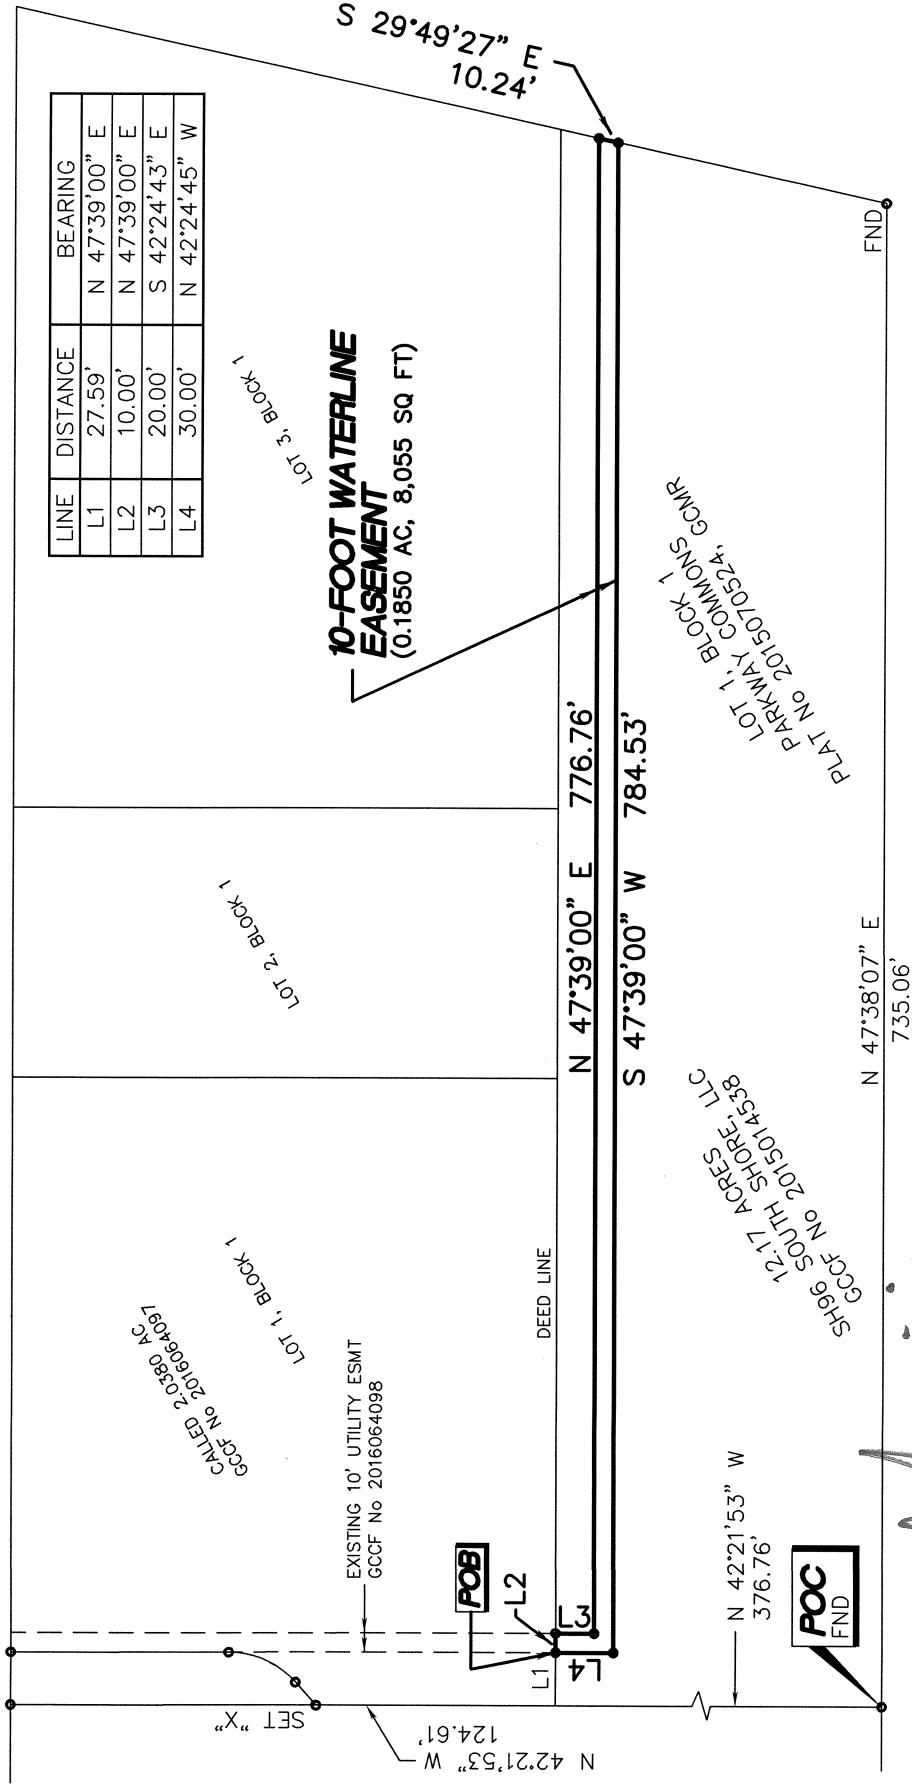 S 29°49'27" E
10.24'
LINE DISTANCE BEARING
L1 27.59' N 47°39'00" E
L2 10.00' N 47°39'00" E
L3 20.00' S 42°24'43" E
L4 30.00' N 42°24'45" W
LOT 3, BLOCK 1
10-FOOT WATERLINE
EASEMENT
(0.1850 AC, 8,055 SQ FT)
FND
LOT 1, BLOCK 1
PARKWAY COMMONS
PLAT No 2015070524, GCMR
N 47°39'00" E 776.76'
S 47°39'00" W 784.53'
LOT 2, BLOCK 1
N 47°38'07" E
735.06'
12.17 ACRES
SH96 SOUTH SHORE, LLC
GCCF No 2015014538
DEED LINE
LOT 1, BLOCK 1
CALLED 2.0380 AC
GCCF No 2016064097
EXISTING 10' UTILITY ESMT
GCCF No 2016064098
POB
L2
L3
L1
L4
N 42°21'53" W
376.76'
POC
FND
SET "X"
N 42°21'53" W
124.61'